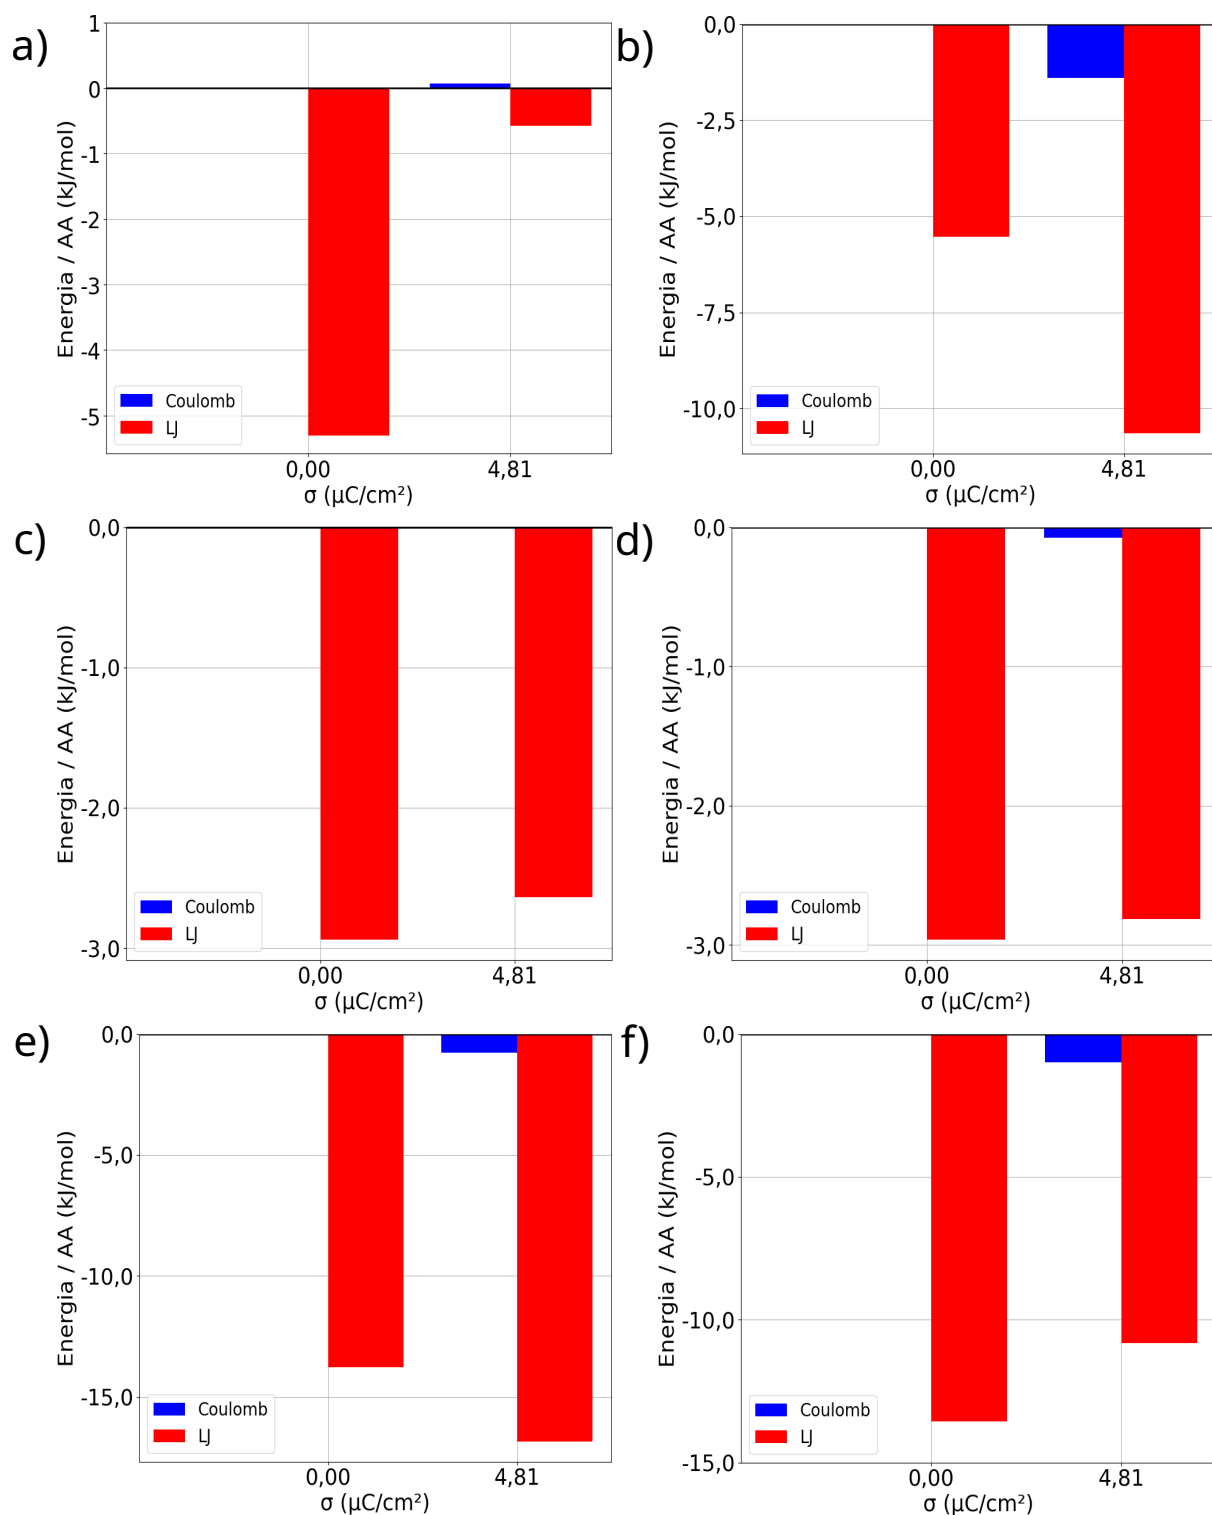 a)
1
0
-1
-2
-3
-4
-5
Energia / AA (kJ/mol)
Coulomb
LJ
0,00 4,81
σ (µC/cm²)
b)
0,0
-2,5
-5,0
-7,5
-10,0
Energia / AA (kJ/mol)
Coulomb
LJ
0,00 4,81
σ (µC/cm²)
c)
0,0
-1,0
-2,0
-3,0
Energia / AA (kJ/mol)
Coulomb
LJ
0,00 4,81
σ (µC/cm²)
d)
0,0
-1,0
-2,0
-3,0
Energia / AA (kJ/mol)
Coulomb
LJ
0,00 4,81
σ (µC/cm²)
e)
0,0
-5,0
-10,0
-15,0
Energia / AA (kJ/mol)
Coulomb
LJ
0,00 4,81
σ (µC/cm²)
f)
0,0
-5,0
-10,0
-15,0
Energia / AA (kJ/mol)
Coulomb
LJ
0,00 4,81
σ (µC/cm²)